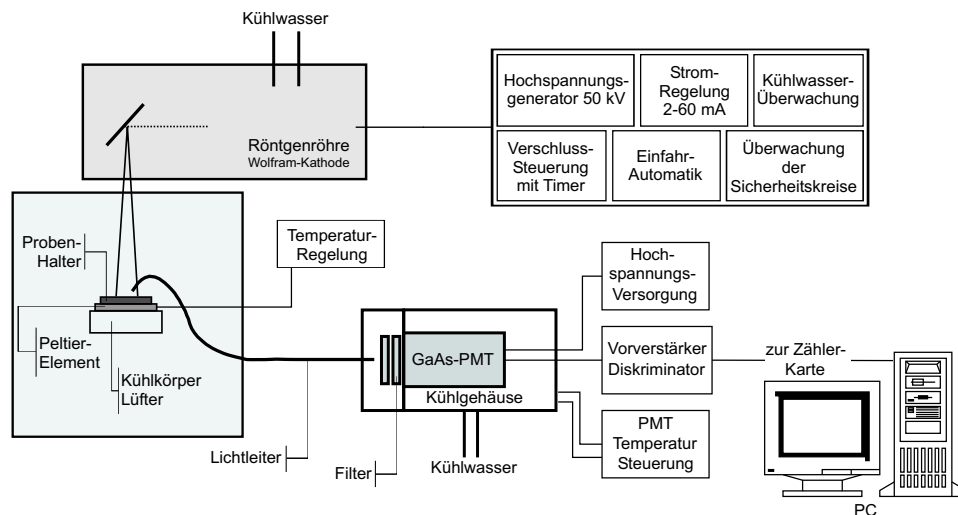 Kühlwasser
Röntgenröhre
Wolfram-Kathode
Hochspannungs-
generator 50 kV
Strom-
Regelung
2-60 mA
Kühlwasser-
Überwachung
Verschluss-
Steuerung
mit Timer
Einfahr-
Automatik
Überwachung
der
Sicherheitskreise
Proben-
Halter
Temperatur-
Regelung
Peltier-
Element
Kühlkörper
Lüfter
Lichtleiter
Filter
GaAs-PMT
Kühlgehäuse
Kühlwasser
Hoch-
spannungs-
Versorgung
Vorverstärker
Diskriminator
PMT
Temperatur
Steuerung
zur Zähler-
Karte
PC